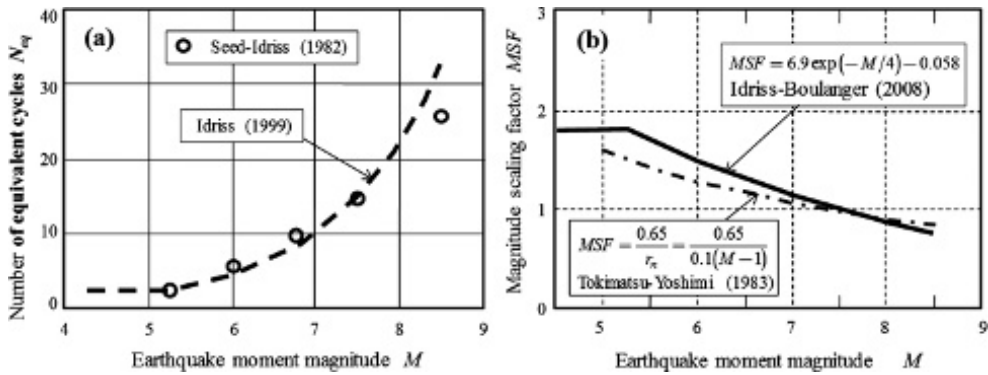 (a)
Seed-Idriss (1982)
Idriss (1999)
Number of equivalent cycles N_eq
40
30
20
10
0
4 5 6 7 8 9
Earthquake moment magnitude M
(b)
MSF = 6.9 exp(−M/4) − 0.058
Idriss-Boulanger (2008)
MSF = 0.65 / r_n = 0.65 / 0.1(M−1)
Tokimatsu-Yoshimi (1983)
Magnitude scaling factor MSF
3
2
1
0
5 6 7 8 9
Earthquake moment magnitude M